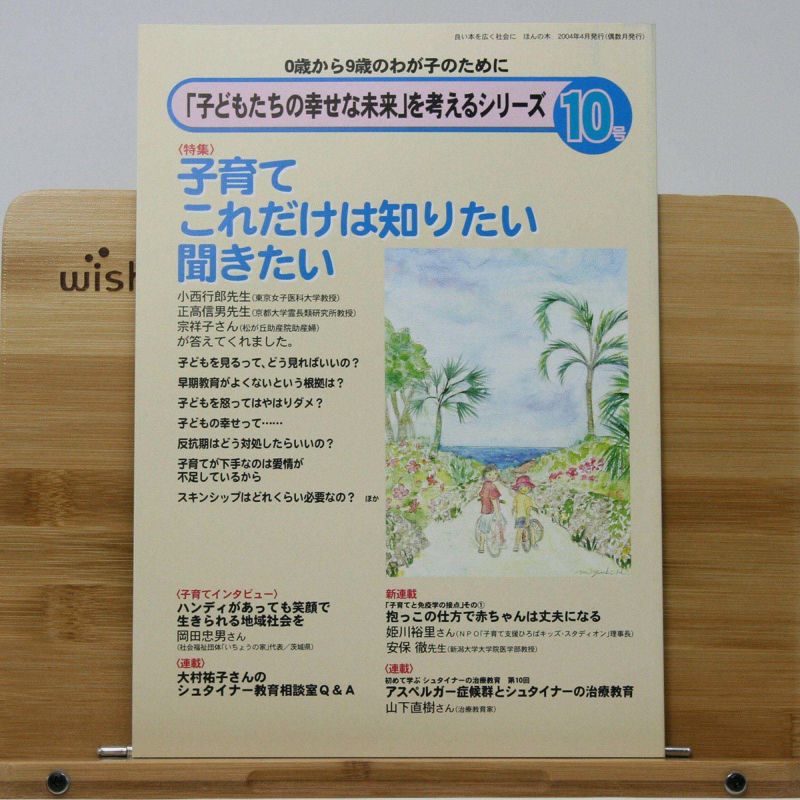 良い本を広く社会に　ほんの木　2004年4月発行(偶数月発行)
0歳から9歳のわが子のために
「子どもたちの幸せな未来」を考えるシリーズ
10号
〈特集〉
子育て
これだけは知りたい
聞きたい
wish
小西行郎先生(東京女子医科大学教授)
正高信男先生(京都大学霊長類研究所教授)
宗祥子さん(松が丘助産院助産婦)
が答えてくれました。
子どもを見るって、どう見ればいいの？
早期教育がよくないという根拠は？
子どもを怒ってはやはりダメ？
子どもの幸せって……
反抗期はどう対処したらいいの？
子育てが下手なのは愛情が
不足しているから
スキンシップはどれくらい必要なの？　ほか
〈子育てインタビュー〉
ハンディがあっても笑顔で
生きられる地域社会を
岡田忠男さん
(社会福祉団体「いちょうの家」代表／茨城県)
〈連載〉
大村祐子さんの
シュタイナー教育相談室Q＆A
新連載
「子育てと免疫学の接点」その①
抱っこの仕方で赤ちゃんは丈夫になる
姫川裕里さん(NPO「子育て支援ひろばキッズ・スタディオン」理事長)
安保 徹先生(新潟大学大学院医学部教授)
〈連載〉
初めて学ぶ シュタイナーの治療教育　第10回
アスペルガー症候群とシュタイナーの治療教育
山下直樹さん(治療教育家)